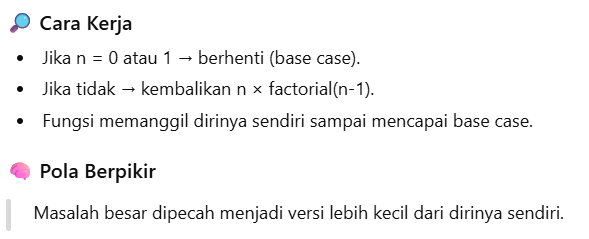 🔎 Cara Kerja
• Jika n = 0 atau 1 → berhenti (base case).
• Jika tidak → kembalikan n × factorial(n-1).
• Fungsi memanggil dirinya sendiri sampai mencapai base case.
🧠 Pola Berpikir
Masalah besar dipecah menjadi versi lebih kecil dari dirinya sendiri.